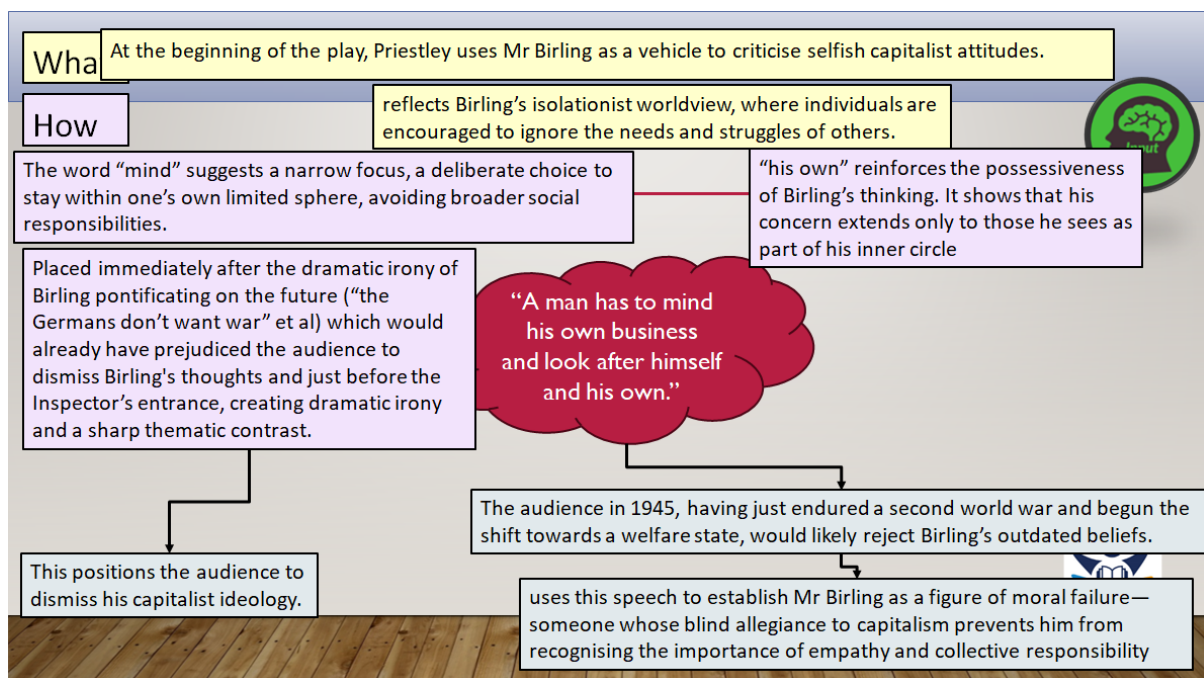 Wha
At the beginning of the play, Priestley uses Mr Birling as a vehicle to criticise selfish capitalist attitudes.
How
reflects Birling’s isolationist worldview, where individuals are
encouraged to ignore the needs and struggles of others.
Input
The word “mind” suggests a narrow focus, a deliberate choice to
stay within one’s own limited sphere, avoiding broader social
responsibilities.
“his own” reinforces the possessiveness
of Birling’s thinking. It shows that his
concern extends only to those he sees as
part of his inner circle
Placed immediately after the dramatic irony of
Birling pontificating on the future (“the
Germans don’t want war” et al) which would
already have prejudiced the audience to
dismiss Birling's thoughts and just before the
Inspector’s entrance, creating dramatic irony
and a sharp thematic contrast.
“A man has to mind
his own business
and look after himself
and his own.”
The audience in 1945, having just endured a second world war and begun the
shift towards a welfare state, would likely reject Birling’s outdated beliefs.
This positions the audience to
dismiss his capitalist ideology.
uses this speech to establish Mr Birling as a figure of moral failure—
someone whose blind allegiance to capitalism prevents him from
recognising the importance of empathy and collective responsibility